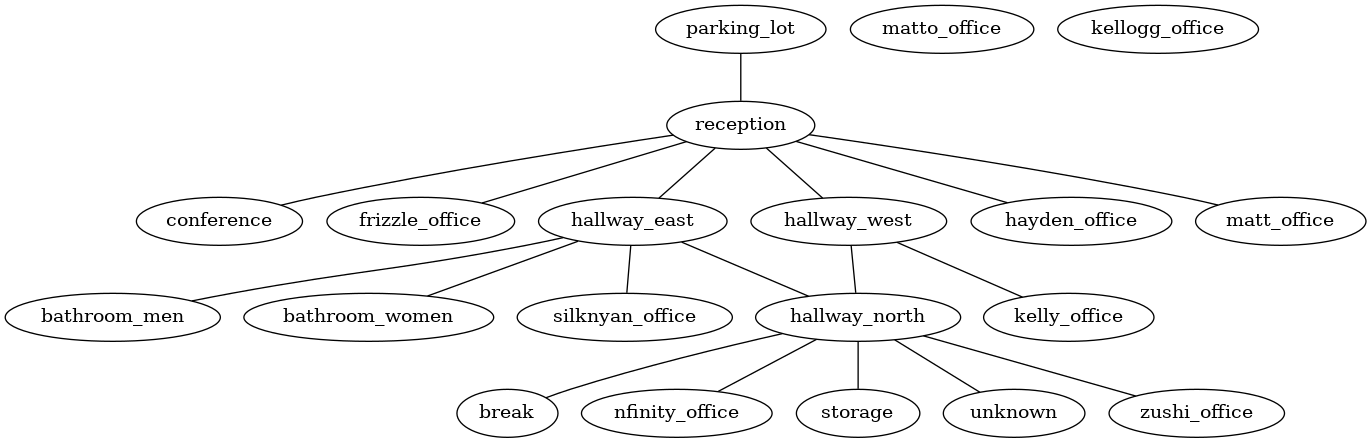 parking_lot
matto_office
kellogg_office
reception
conference
frizzle_office
hallway_east
hallway_west
hayden_office
matt_office
bathroom_men
bathroom_women
silknyan_office
hallway_north
kelly_office
break
nfinity_office
storage
unknown
zushi_office